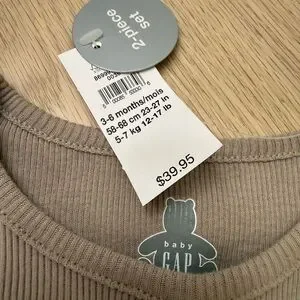 2-piece
set
3-6 months/mois
58-68 cm 23-27 in
5-7 kg 12-17 lb
$39.95
baby
GAP